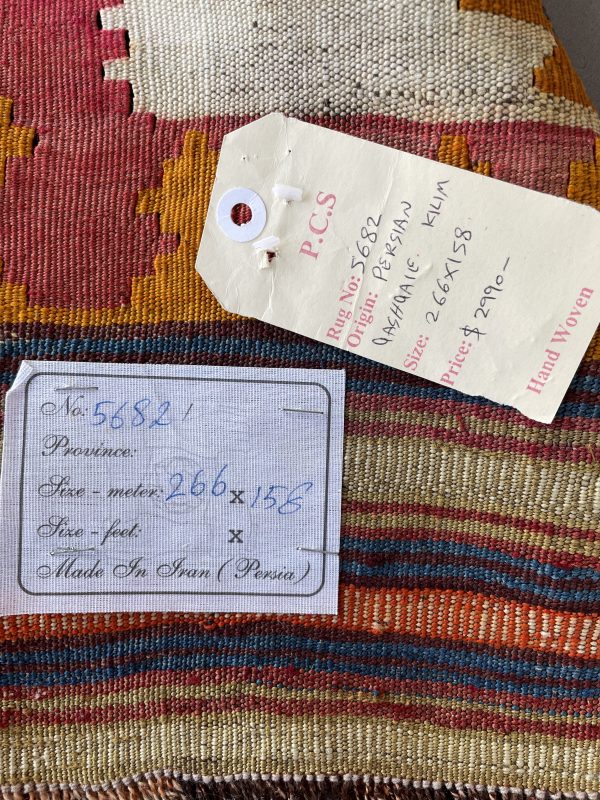 P.C.S
Rug No: 5682
Origin: PERSIAN
QASHQAIE. KILIM
Size: 266X158.
Price: $ 2990-
Hand Woven
No: 5682 /
Province:
Size - meter: 266 x 158
Size - feet: x
Made In Iran ( Persia )